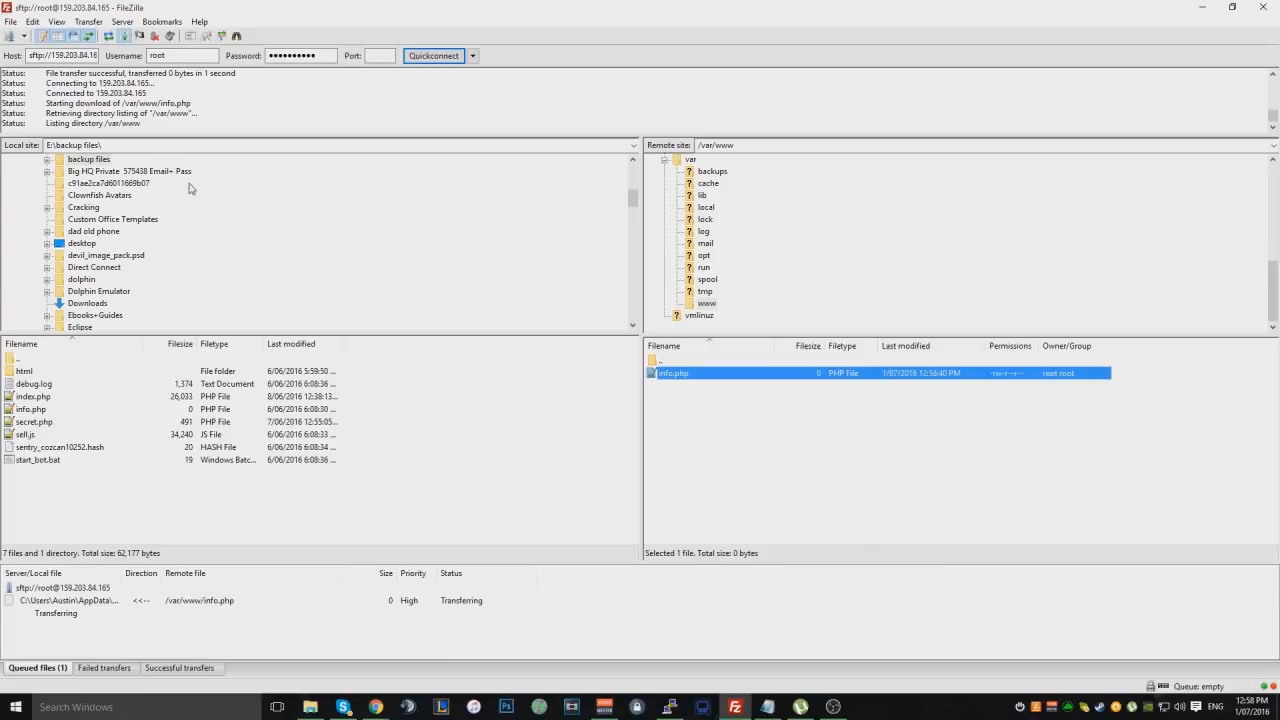 sftp://root@159.203.84.165 - FileZilla
File Edit View Transfer Server Bookmarks Help
Host: sftp://159.203.84.16 Username: root Password: •••••••••• Port: Quickconnect
Status: File transfer successful, transferred 0 bytes in 1 second
Status: Connecting to 159.203.84.165...
Status: Connected to 159.203.84.165
Status: Starting download of /var/www/info.php
Status: Retrieving directory listing of "/var/www"...
Status: Listing directory /var/www
Local site: E:\backup files\
backup files
Big HQ Private 575438 Email+ Pass
c91ae2ca7d6011669b07
Clownfish Avatars
Cracking
Custom Office Templates
dad old phone
desktop
devil_image_pack.psd
Direct Connect
dolphin
Dolphin Emulator
Downloads
Ebooks+Guides
Eclipse
Remote site: /var/www
var
backups
cache
lib
local
lock
log
mail
opt
run
spool
tmp
www
vmlinuz
Filename Filesize Filetype Last modified
..
html File folder 6/06/2016 5:59:50 ...
debug.log 1,374 Text Document 6/06/2016 6:08:36 ...
index.php 26,033 PHP File 8/06/2016 12:38:13...
info.php 0 PHP File 6/06/2016 6:08:30 ...
secret.php 491 PHP File 7/06/2016 12:55:05...
sell.js 34,240 JS File 6/06/2016 6:08:33 ...
sentry_cozcan10252.hash 20 HASH File 6/06/2016 6:08:34 ...
start_bot.bat 19 Windows Batc... 6/06/2016 6:08:36 ...
7 files and 1 directory. Total size: 62,177 bytes
Filename Filesize Filetype Last modified Permissions Owner/Group
..
info.php 0 PHP File 1/07/2016 12:58:40 PM -rw-r--r-- root root
Selected 1 file. Total size: 0 bytes
Server/Local file Direction Remote file Size Priority Status
sftp://root@159.203.84.165
C:\Users\Austin\AppData\... <<-- /var/www/info.php 0 High Transferring
Transferring
Queued files (1) Failed transfers Successful transfers
Queue: empty
Search Windows
ENG
12:58 PM
1/07/2016